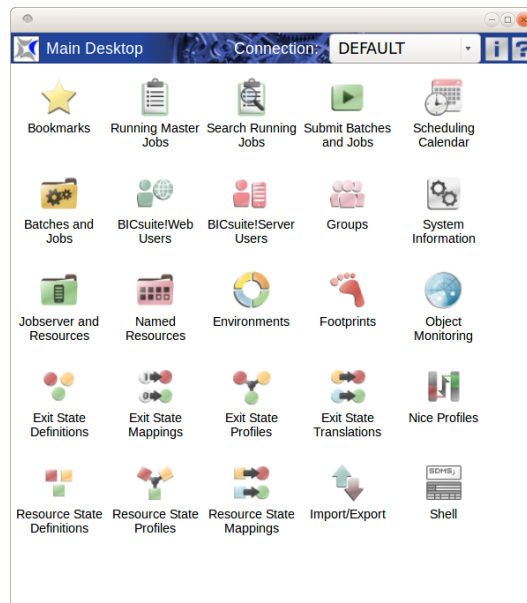 Main Desktop Connection: DEFAULT i ?
Bookmarks Running Master Search Running Submit Batches Scheduling
Jobs Jobs and Jobs Calendar
Batches and BICsuite!Web BICsuite!Server Groups System
Jobs Users Users Information
Jobserver and Named Environments Footprints Object
Resources Resources Monitoring
1
0
Exit State Exit State Exit State Exit State Nice Profiles
Definitions Mappings Profiles Translations
SDMS;
Resource State Resource State Resource State Import/Export Shell
Definitions Profiles Mappings